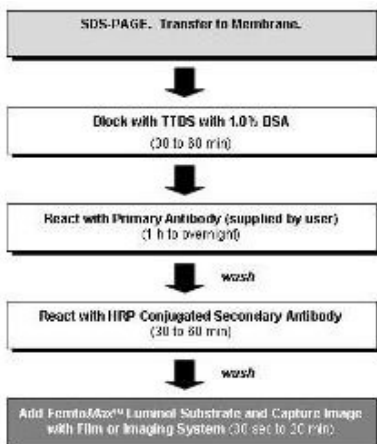 SDS-PAGE. Transfer to Membrane.
Block with TTBS with 1.0% BSA
(30 to 60 min)
React with Primary Antibody (supplied by user)
(1 h to overnight)
wash
React with HRP Conjugated Secondary Antibody
(30 to 60 min)
wash
Add FemtoMax™ Luminol Substrate and Capture Image
with Film or Imaging System (30 sec to 20 min)